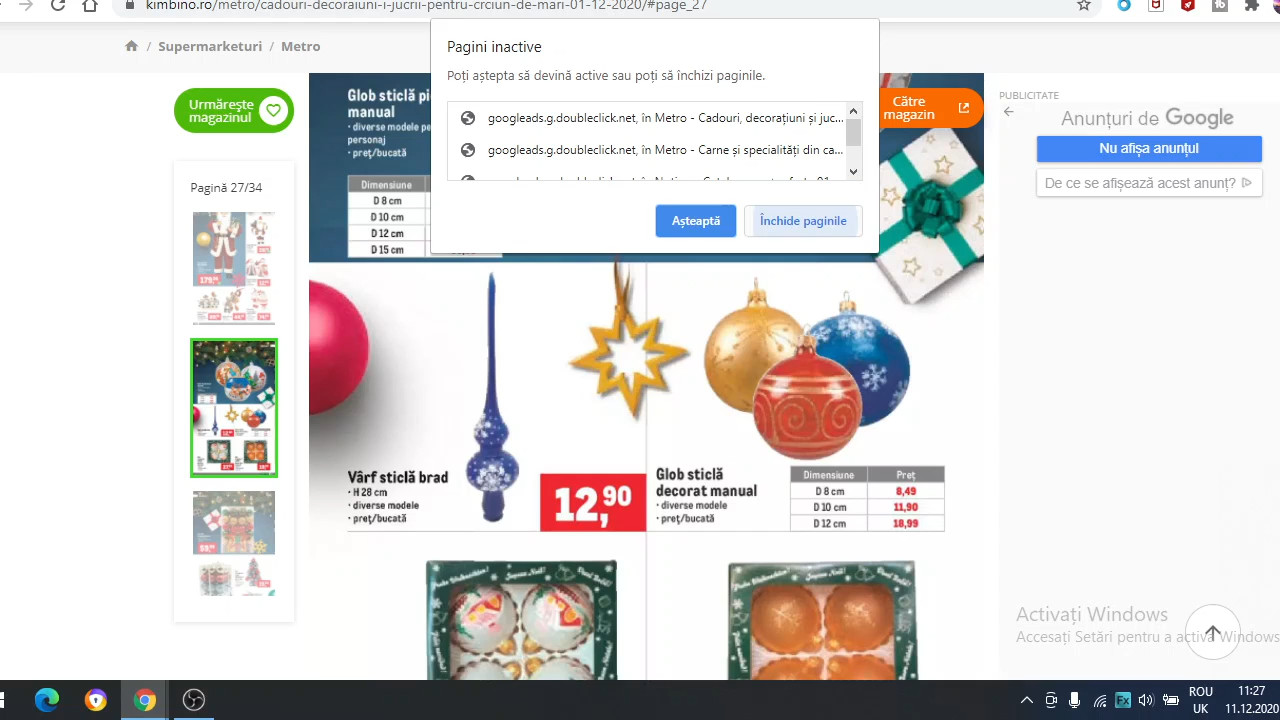 kimbino.ro/metro/cadouri-decoraiuni-i-jucrii-pentru-crciun-de-mari-01-12-2020/#page_27
/ Supermarketuri / Metro
Pagini inactive
Poți aștepta să devină active sau poți să închizi paginile.
googleads.g.doubleclick.net, în Metro - Cadouri, decorațiuni și juc...
googleads.g.doubleclick.net, în Metro - Carne și specialități din ca...
Așteaptă
Închide paginile
Urmărește
magazinul
Pagină 27/34
Glob sticlă
manual
• diverse modele
personaj
• preț/bucată
Dimensiune
D 8 cm
D 10 cm
D 12 cm
D 15 cm
Către
magazin
PUBLICITATE
Anunțuri de Google
Nu afișa anunțul
De ce se afișează acest anunț?
Vârf sticlă brad
• H 28 cm
• diverse modele
• preț/bucată
12,90
Glob sticlă
decorat manual
• diverse modele
• preț/bucată
Dimensiune Preț
D 8 cm 8,49
D 10 cm 11,90
D 12 cm 18,99
Activați Windows
Accesați Setări pentru a activa Windows
ROU
UK
11:27
11.12.2020